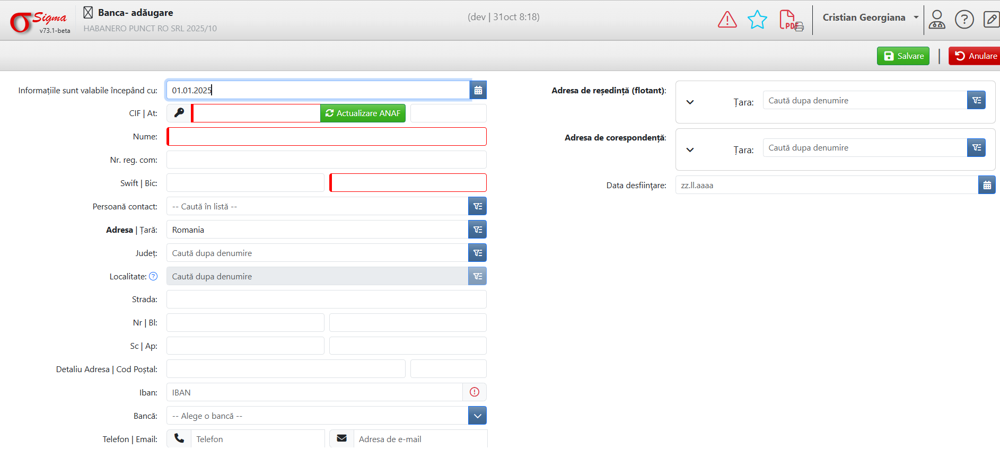 Sigma
v73.1-beta
Banca- adăugare
HABANERO PUNCT RO SRL 2025/10
(dev | 31oct 8:18)
PDF
Cristian Georgiana
Salvare
|
Anulare
Informațiile sunt valabile începând cu:
01.01.2025
CIF | At:
Actualizare ANAF
Nume:
Nr. reg. com:
Swift | Bic:
Persoană contact:
-- Caută în listă --
Adresa | Țară:
Romania
Județ:
Caută dupa denumire
Localitate:
Caută dupa denumire
Strada:
Nr | Bl:
Sc | Ap:
Detaliu Adresa | Cod Poștal:
Iban:
IBAN
Bancă:
-- Alege o bancă --
Telefon | Email:
Telefon
Adresa de e-mail
Adresa de reședință (flotant):
Țara:
Caută dupa denumire
Adresa de corespondență:
Țara:
Caută dupa denumire
Data desființare:
zz.ll.aaaa